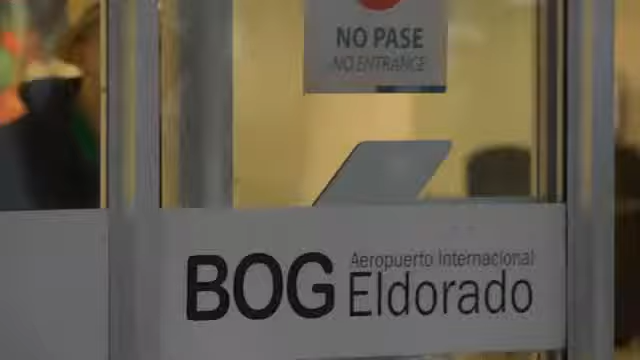 NO PASE
NO ENTRANCE
BOG Aeropuerto Internacional
Eldorado